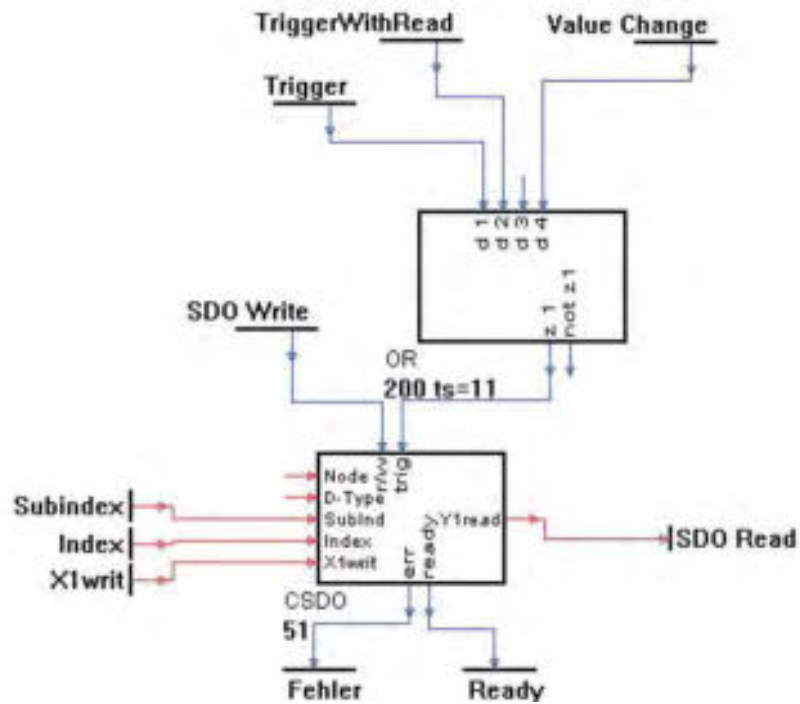 TriggerWithRead
Value Change
Trigger
d 1
d 2
d 3
d 4
z 1
not z1
SDO Write
OR
200 ts=11
r/w
trig
Node
D-Type
SubInd
Index
X1writ
Y1read
err
ready
Subindex
Index
X1writ
SDO Read
CSDO
51
Fehler
Ready